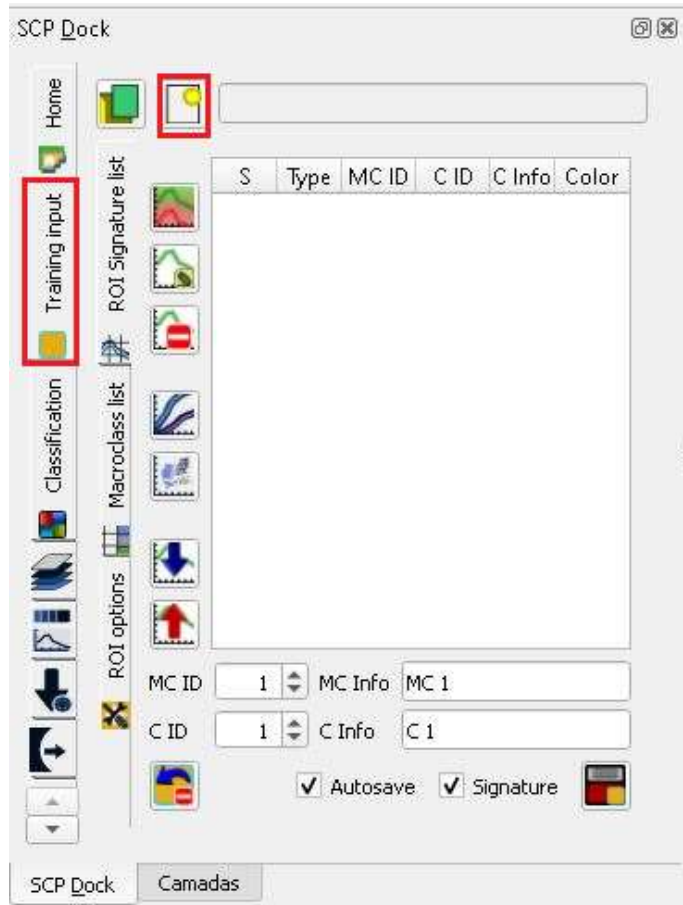 SCP Dock
Home
Training input
Classification
ROI Signature list
Macroclass list
ROI options
S Type MC ID C ID C Info Color
MC ID 1 MC Info MC 1
C ID 1 C Info C 1
Autosave Signature
SCP Dock Camadas